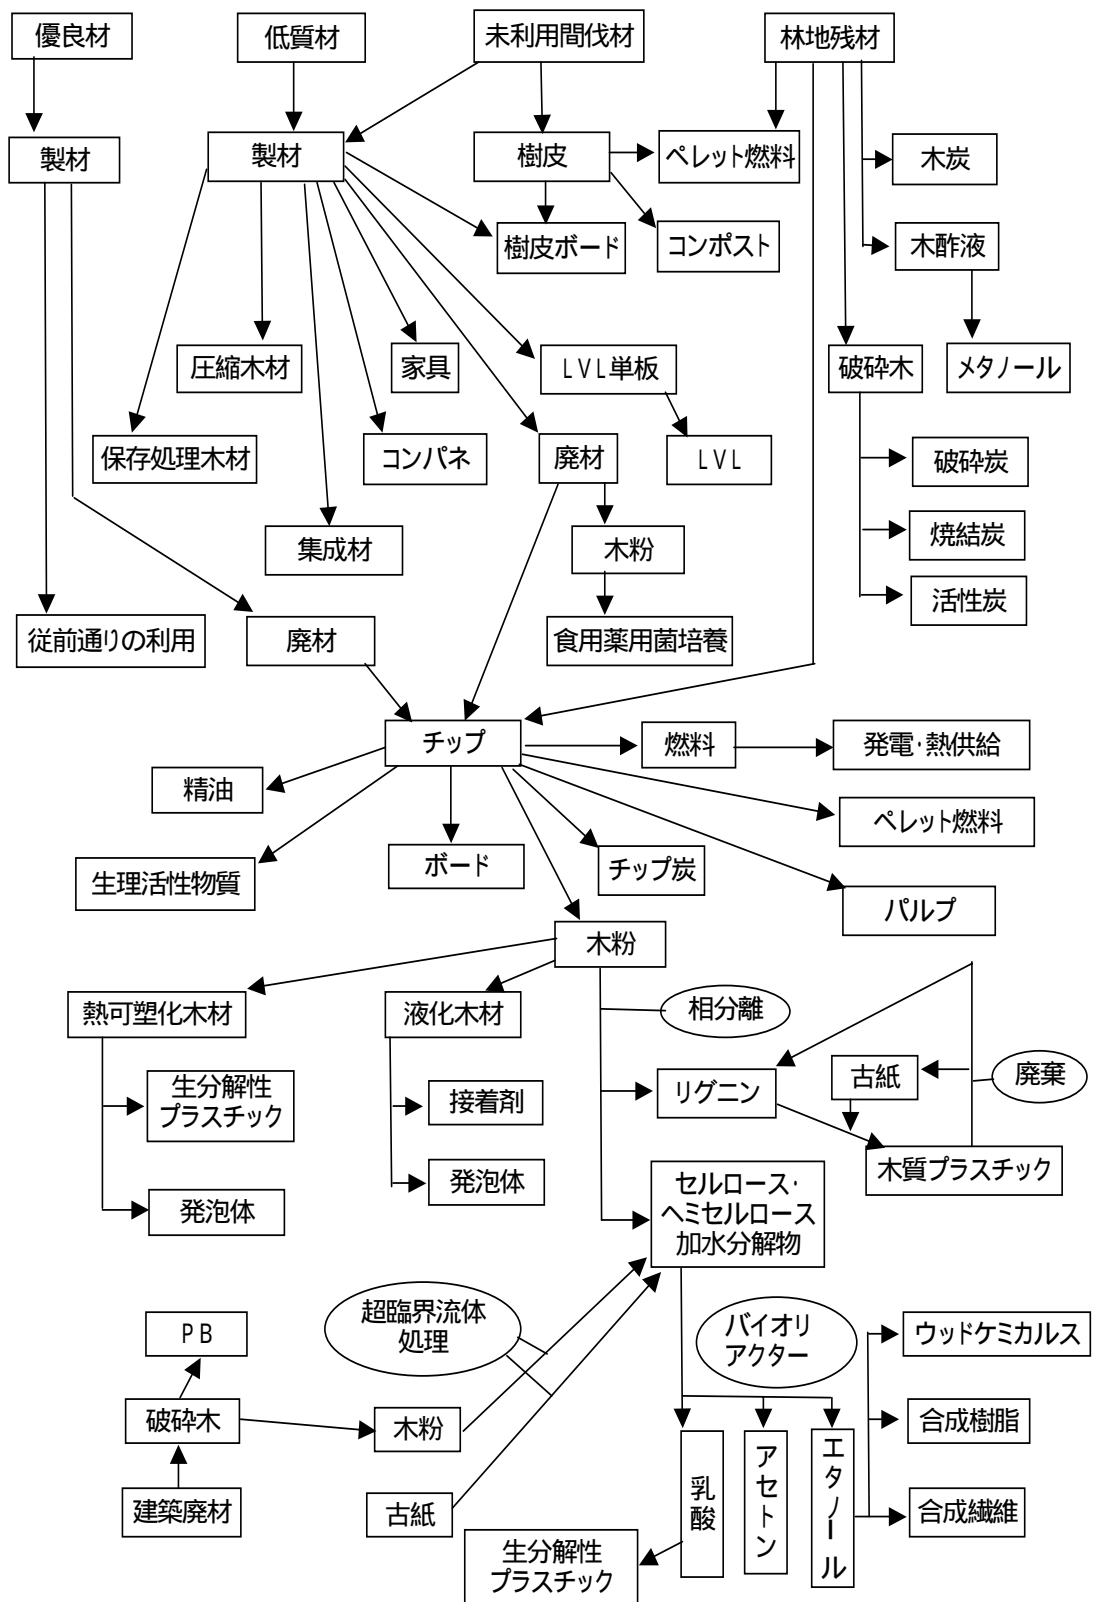 優良材
低質材
未利用間伐材
林地残材
製材
製材
樹皮
ペレット燃料
木炭
樹皮ボード
コンポスト
木酢液
圧縮木材
家具
LVL単板
破砕木
メタノール
保存処理木材
コンパネ
廃材
LVL
破砕炭
集成材
木粉
焼結炭
活性炭
従前通りの利用
廃材
食用薬用菌培養
チップ
燃料
発電・熱供給
精油
ペレット燃料
生理活性物質
ボード
チップ炭
パルプ
木粉
熱可塑化木材
液化木材
相分離
生分解性
プラスチック
接着剤
リグニン
古紙
廃棄
発泡体
発泡体
木質プラスチック
セルロース・
ヘミセルロース
加水分解物
PB
超臨界流体
処理
バイオリ
アクター
ウッドケミカルス
破砕木
木粉
合成樹脂
建築廃材
古紙
乳酸
アセトン
エタノール
合成繊維
生分解性
プラスチック